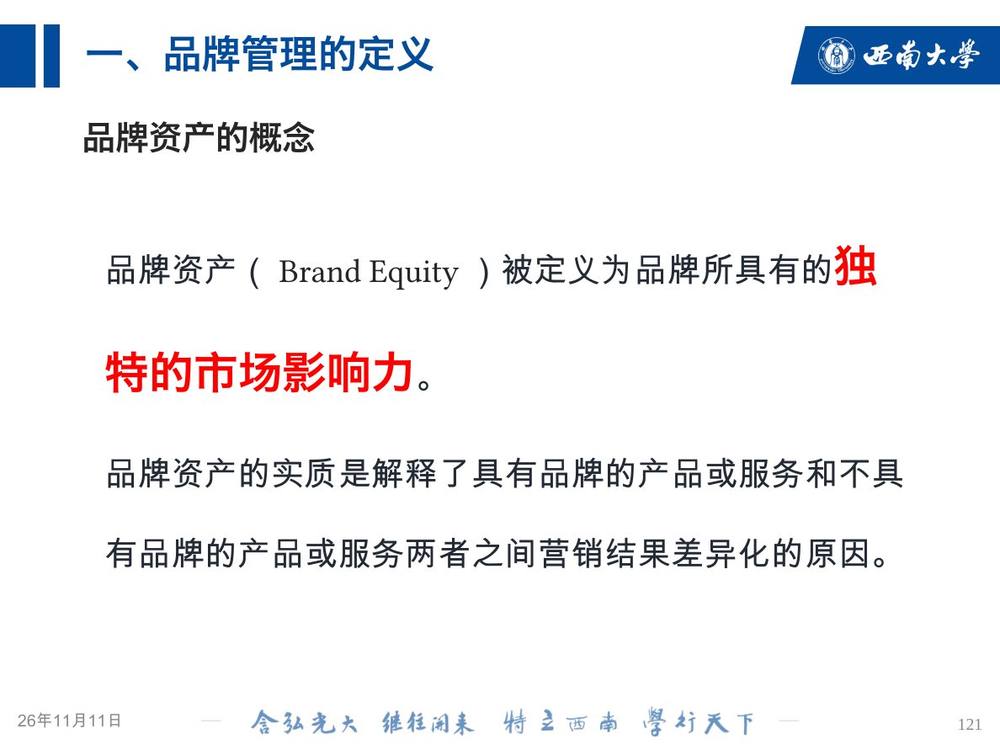 一、品牌管理的定义
西南大学
品牌资产的概念
品牌资产（ Brand Equity ）被定义为品牌所具有的独
特的市场影响力。
品牌资产的实质是解释了具有品牌的产品或服务和不具
有品牌的产品或服务两者之间营销结果差异化的原因。
26年11月11日
含弘光大 继往开来 特立西南 学行天下
121